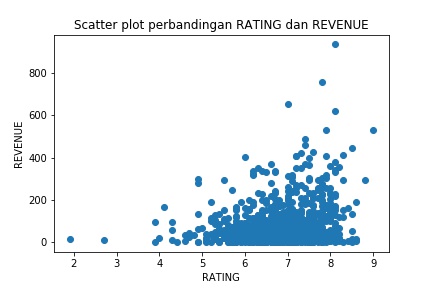 Scatter plot perbandingan RATING dan REVENUE
REVENUE
800
600
400
200
0
2 3 4 5 6 7 8 9
RATING